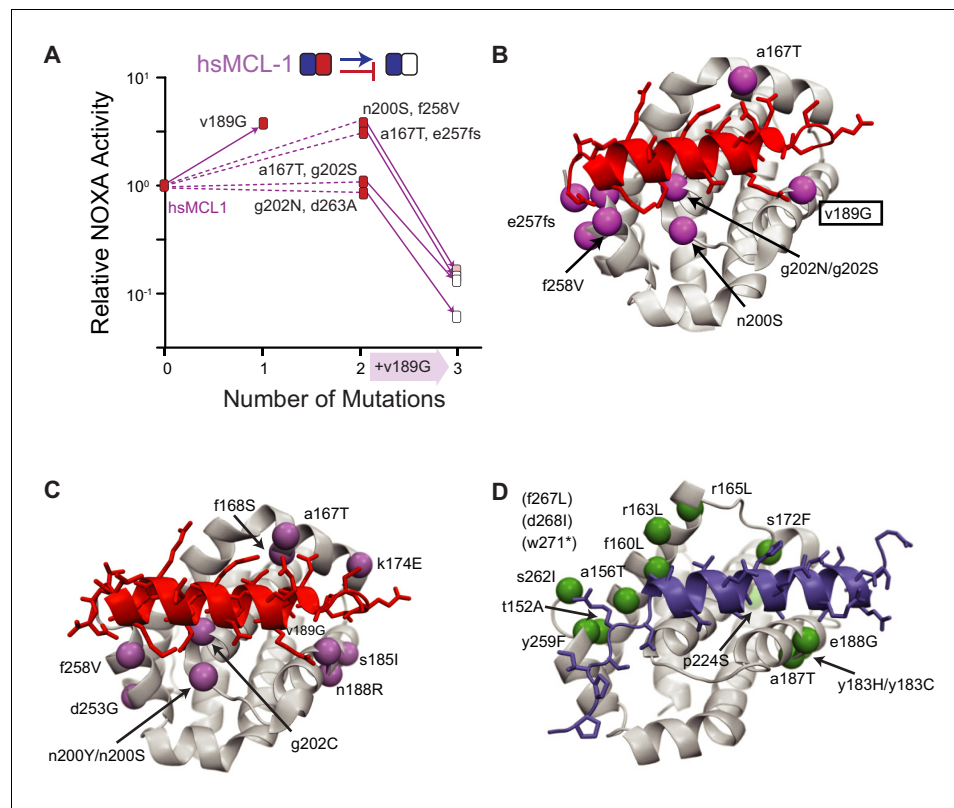 A
hsMCL-1
10¹
10⁰
10⁻¹
Relative NOXA Activity
v189G
n200S, f258V
a167T, e257fs
a167T, g202S
g202N, d263A
hsMCL1
+v189G
0
1
2
3
Number of Mutations
B
a167T
e257fs
v189G
f258V
g202N/g202S
n200S
C
f168S
a167T
k174E
v189G
s185I
f258V
n188R
d253G
n200Y/n200S
g202C
D
(f267L)
(d268I)
(w271*)
r165L
r163L
s172F
f160L
a156T
s262I
t152A
y259F
e188G
p224S
a187T
y183H/y183C